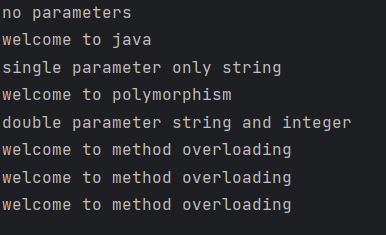 no parameters
welcome to java
single parameter only string
welcome to polymorphism
double parameter string and integer
welcome to method overloading
welcome to method overloading
welcome to method overloading